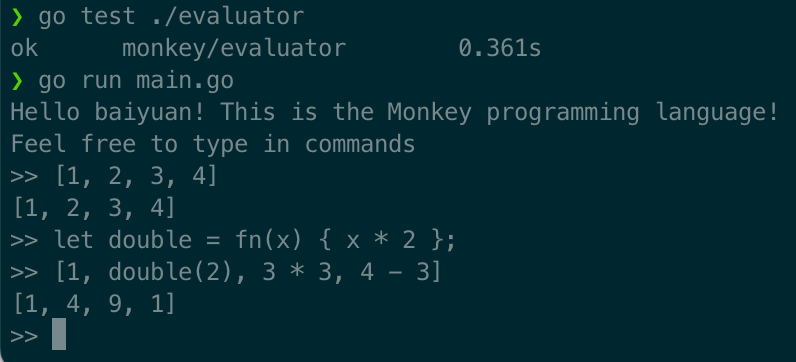 ❯ go test ./evaluator
ok      monkey/evaluator        0.361s
❯ go run main.go
Hello baiyuan! This is the Monkey programming language!
Feel free to type in commands
>> [1, 2, 3, 4]
[1, 2, 3, 4]
>> let double = fn(x) { x * 2 };
>> [1, double(2), 3 * 3, 4 - 3]
[1, 4, 9, 1]
>>